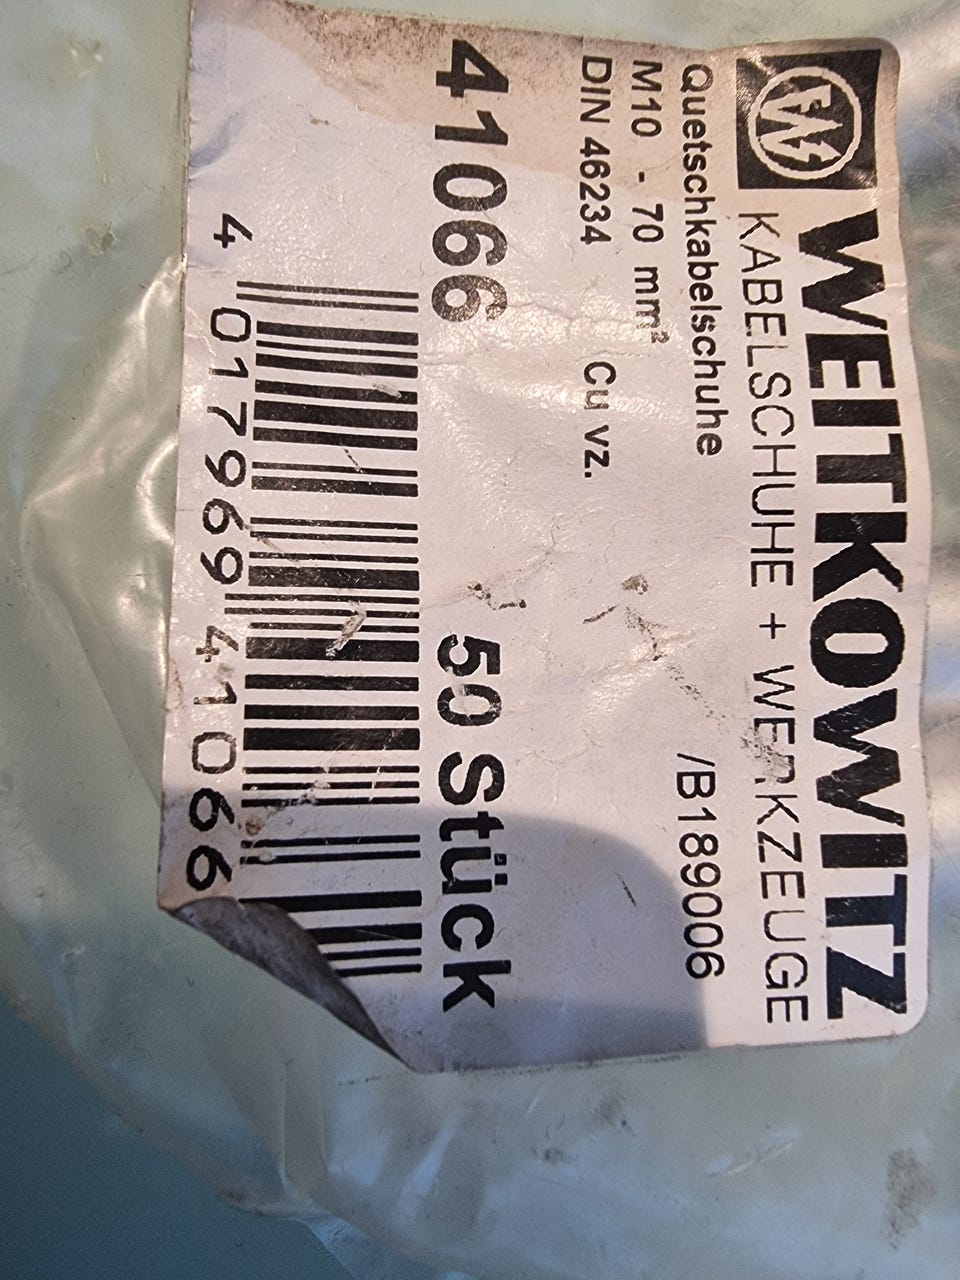 WEITKOWITZ
KABELSCHUHE + WERKZEUGE
Quetschkabelschuhe /B189006
M10 - 70 mm²
DIN 46234 Cu vz.
41066 50 Stück
4 017969 41066